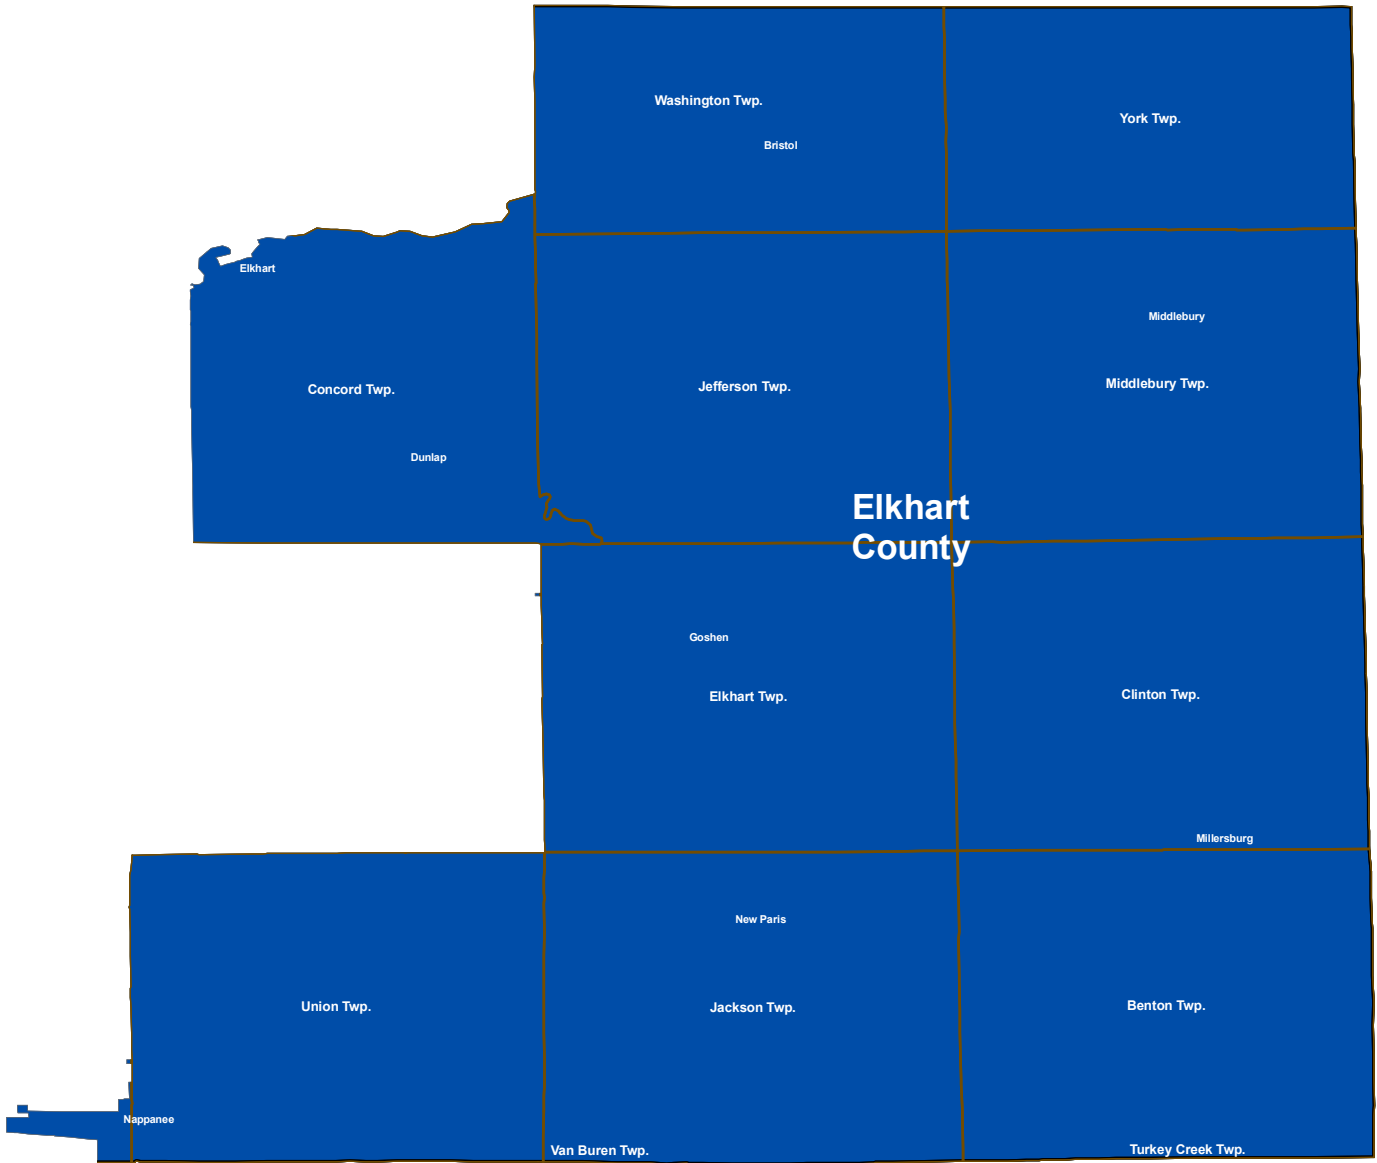 Washington Twp.
York Twp.
Bristol
Elkhart
Middlebury
Concord Twp.
Jefferson Twp.
Middlebury Twp.
Dunlap
Elkhart
County
Goshen
Elkhart Twp.
Clinton Twp.
Millersburg
New Paris
Union Twp.
Jackson Twp.
Benton Twp.
Nappanee
Van Buren Twp.
Turkey Creek Twp.